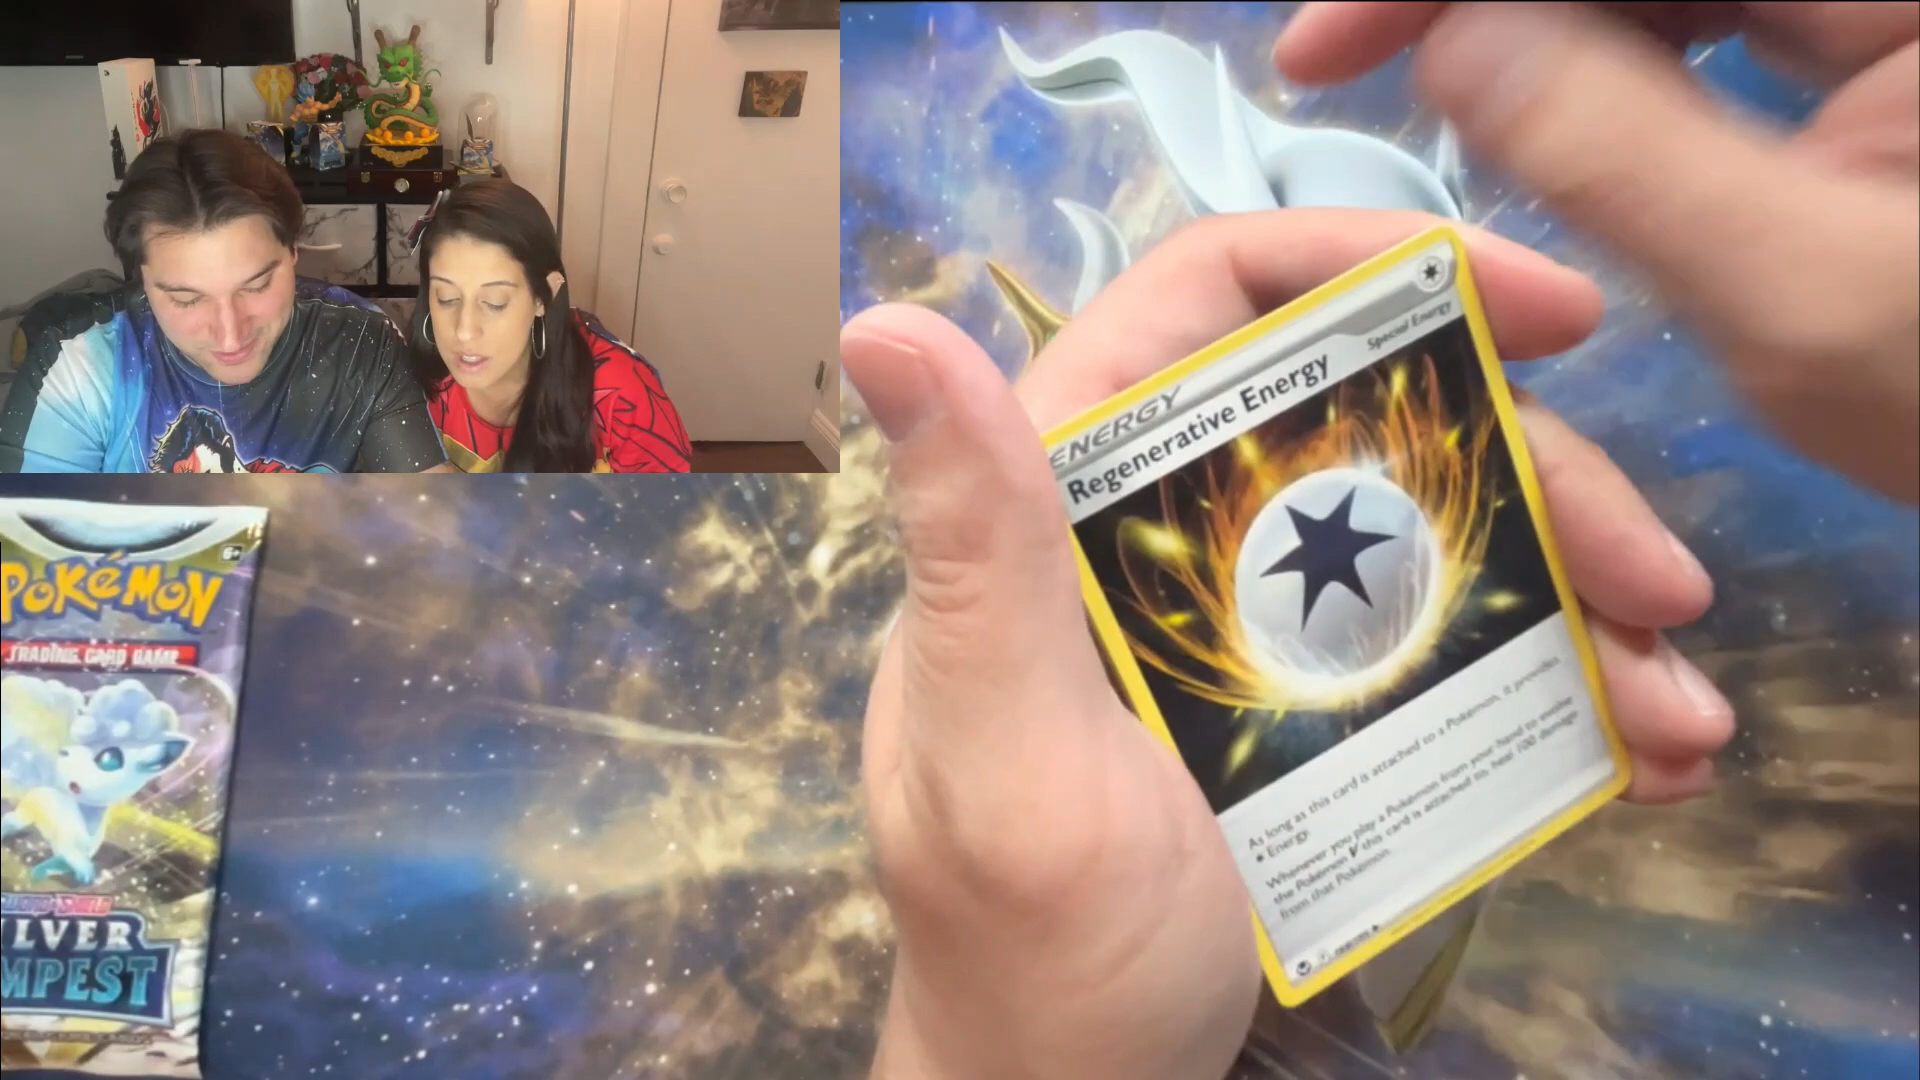 6+
POKéMON
TRADING CARD GAME
LVER
MPEST
ENERGY
Special Energy
Regenerative Energy
As long as this card is attached to a Pokémon, it provides
Energy.
Whenever you play a Pokémon from your hand to evolve
the Pokémon V this card is attached to, heal 100 damage
from that Pokémon.